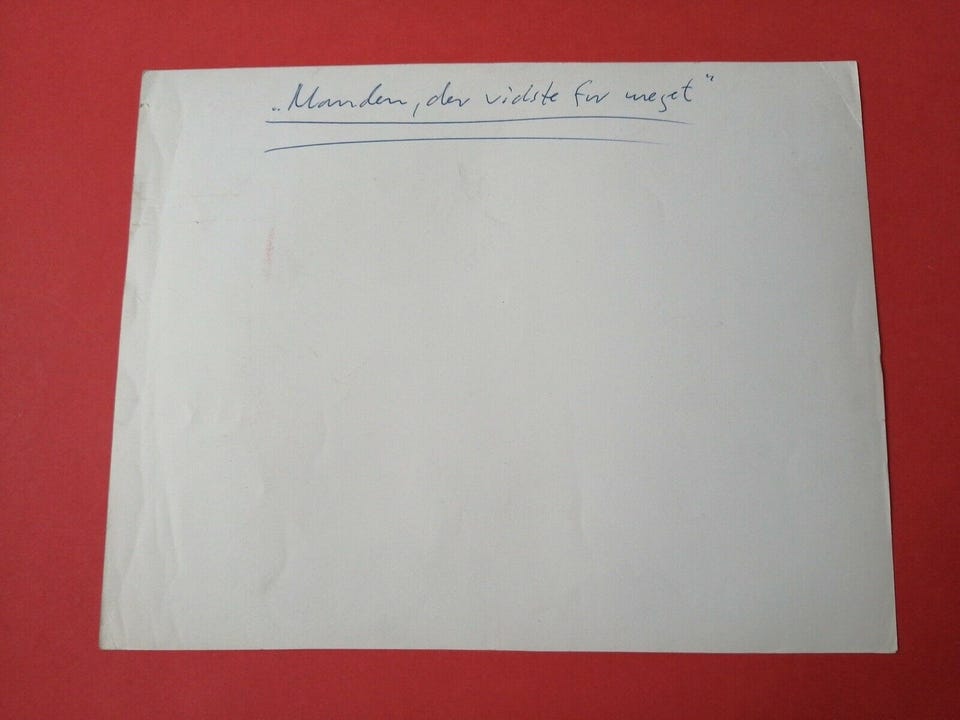 „Manden, der vidste for meget”